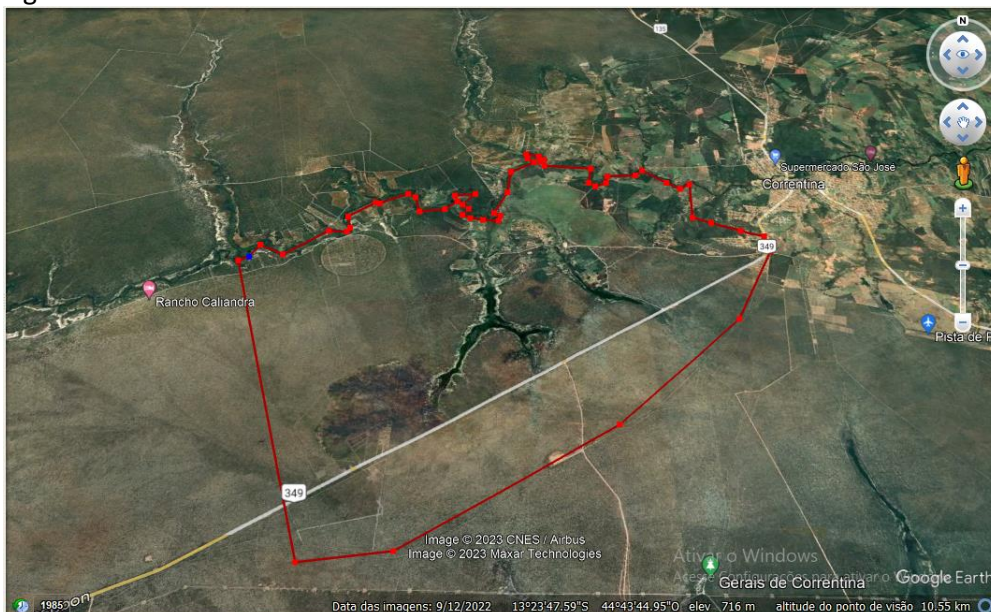 135
N
Supermercado São José
Correntina
349
Rancho Caliandra
Pista de P
349
Image © 2023 CNES / Airbus
Image © 2023 Maxar Technologies
Ativar o Windows
Gerais de Correntina
Google Earth
1985
Data das imagens: 9/12/2022 13°23'47.59"S 44°43'44.95"O elev 716 m altitude do ponto de visão 10.55 km